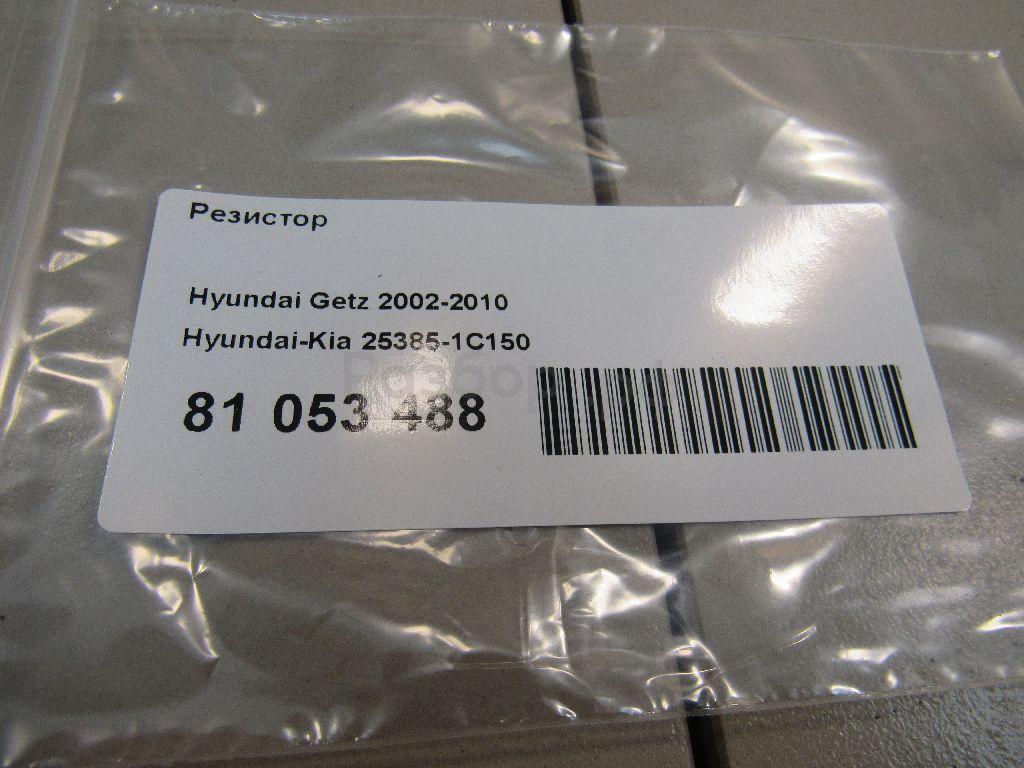 Резистор
Hyundai Getz 2002-2010
Hyundai-Kia 25385-1C150
81 053 488